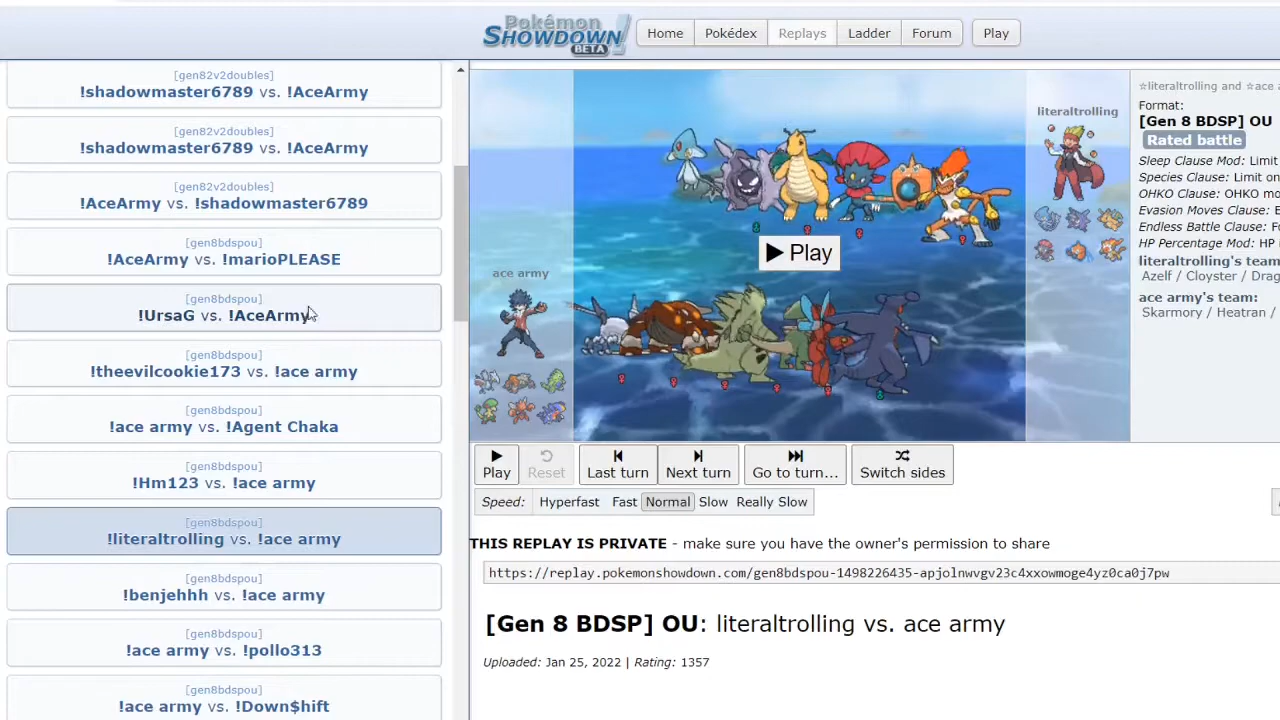 Pokémon
SHOWDOWN!
BETA
Home
Pokédex
Replays
Ladder
Forum
Play
[gen82v2doubles]
!shadowmaster6789 vs. !AceArmy
[gen82v2doubles]
!shadowmaster6789 vs. !AceArmy
[gen82v2doubles]
!AceArmy vs. !shadowmaster6789
[gen8bdspou]
!AceArmy vs. !marioPLEASE
[gen8bdspou]
!UrsaG vs. !AceArmy
[gen8bdspou]
!theevilcookie173 vs. !ace army
[gen8bdspou]
!ace army vs. !Agent Chaka
[gen8bdspou]
!Hm123 vs. !ace army
[gen8bdspou]
!literaltrolling vs. !ace army
[gen8bdspou]
!benjehhh vs. !ace army
[gen8bdspou]
!ace army vs. !pollo313
[gen8bdspou]
!ace army vs. !Down$hift
literaltrolling
ace army
▶ Play
☆literaltrolling and ☆ace a
Format:
[Gen 8 BDSP] OU
Rated battle
Sleep Clause Mod: Limit
Species Clause: Limit on
OHKO Clause: OHKO m
Evasion Moves Clause: E
Endless Battle Clause: Fo
HP Percentage Mod: HP i
literaltrolling's team:
Azelf / Cloyster / Drag
ace army's team:
Skarmory / Heatran /
Play
Reset
Last turn
Next turn
Go to turn...
Switch sides
Speed:
Hyperfast
Fast
Normal
Slow
Really Slow
THIS REPLAY IS PRIVATE - make sure you have the owner's permission to share
https://replay.pokemonshowdown.com/gen8bdspou-1498226435-apjolnwvgv23c4xxowmoge4yz0ca0j7pw
[Gen 8 BDSP] OU: literaltrolling vs. ace army
Uploaded: Jan 25, 2022 | Rating: 1357